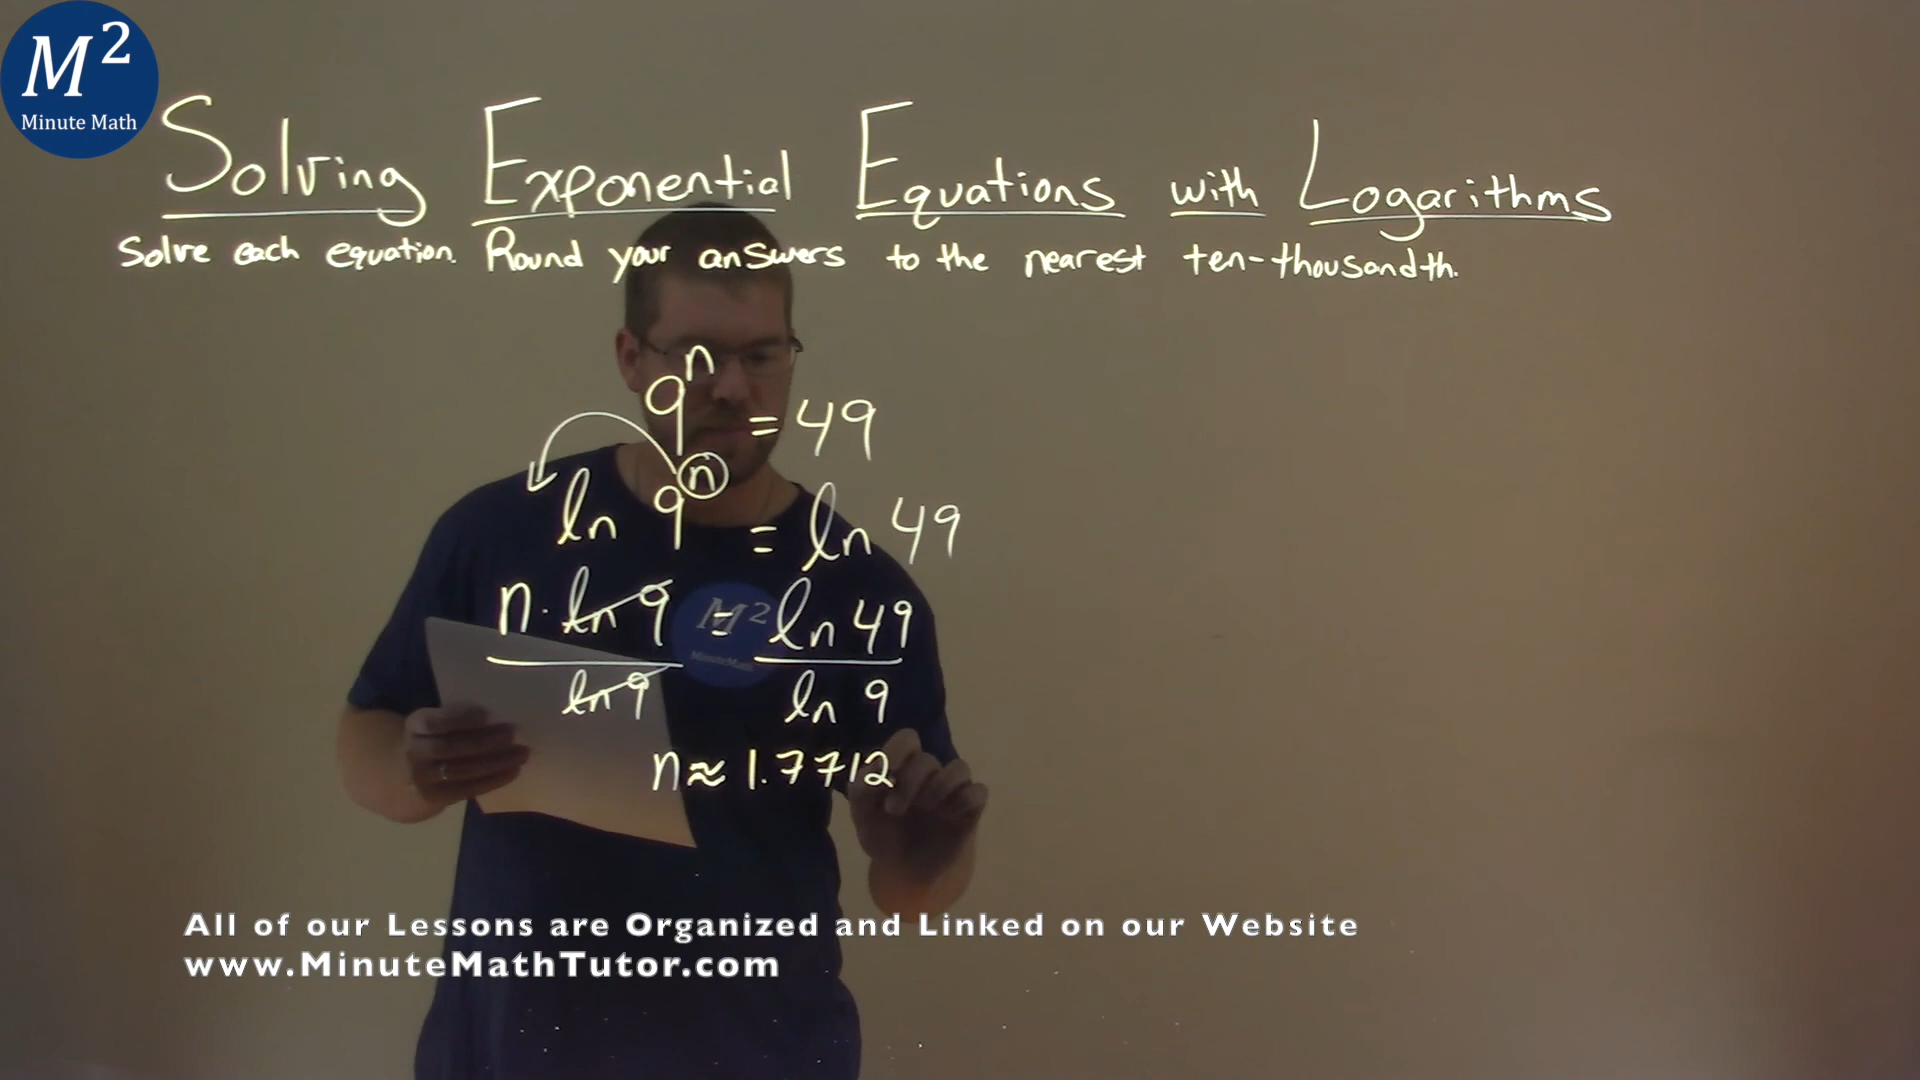 M²
Minute Math
Solving Exponential Equations with Logarithms
Solve each equation. Round your answers to the nearest ten-thousandth.
9ⁿ = 49
ln 9ⁿ = ln 49
n · ln 9 = ln 49
ln 9 ln 9
n ≈ 1.7712
M²
MinuteMath
All of our Lessons are Organized and Linked on our Website
www.MinuteMathTutor.com